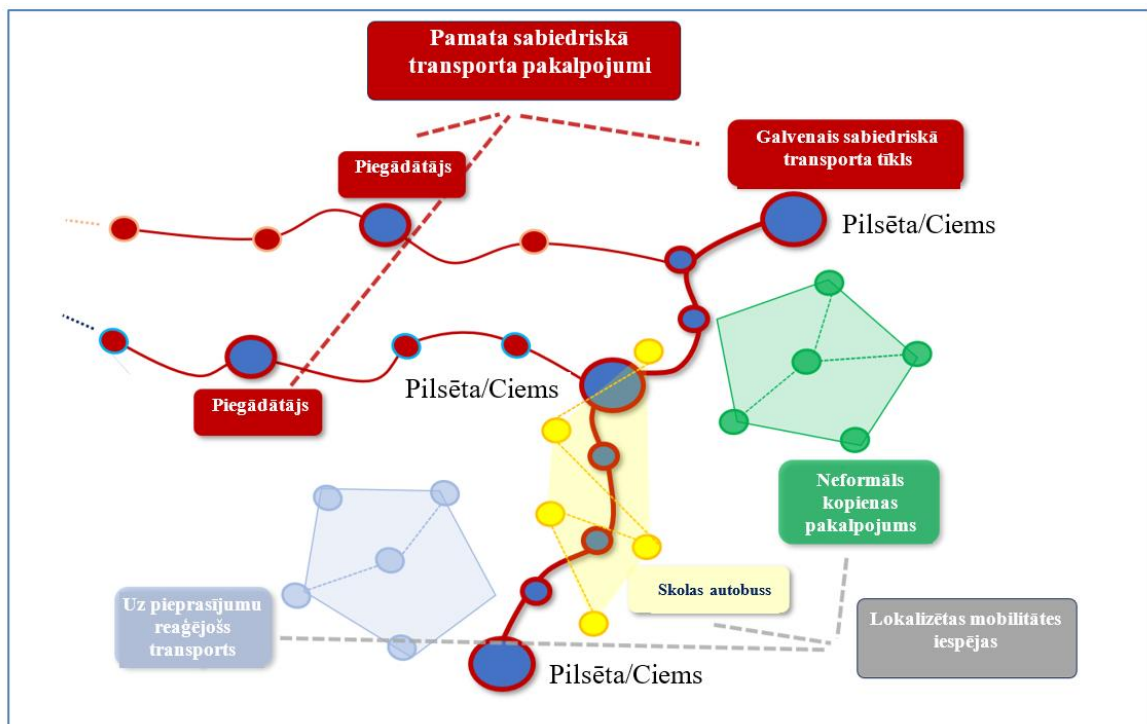 Pamata sabiedriskā
transporta pakalpojumi
Piegādātājs
Galvenais sabiedriskā
transporta tīkls
Pilsēta/Ciems
Pilsēta/Ciems
Piegādātājs
Neformāls
kopienas
pakalpojums
Skolas autobuss
Uz pieprasījumu
reaģējošs
transports
Lokalizētas mobilitātes
iespējas
Pilsēta/Ciems